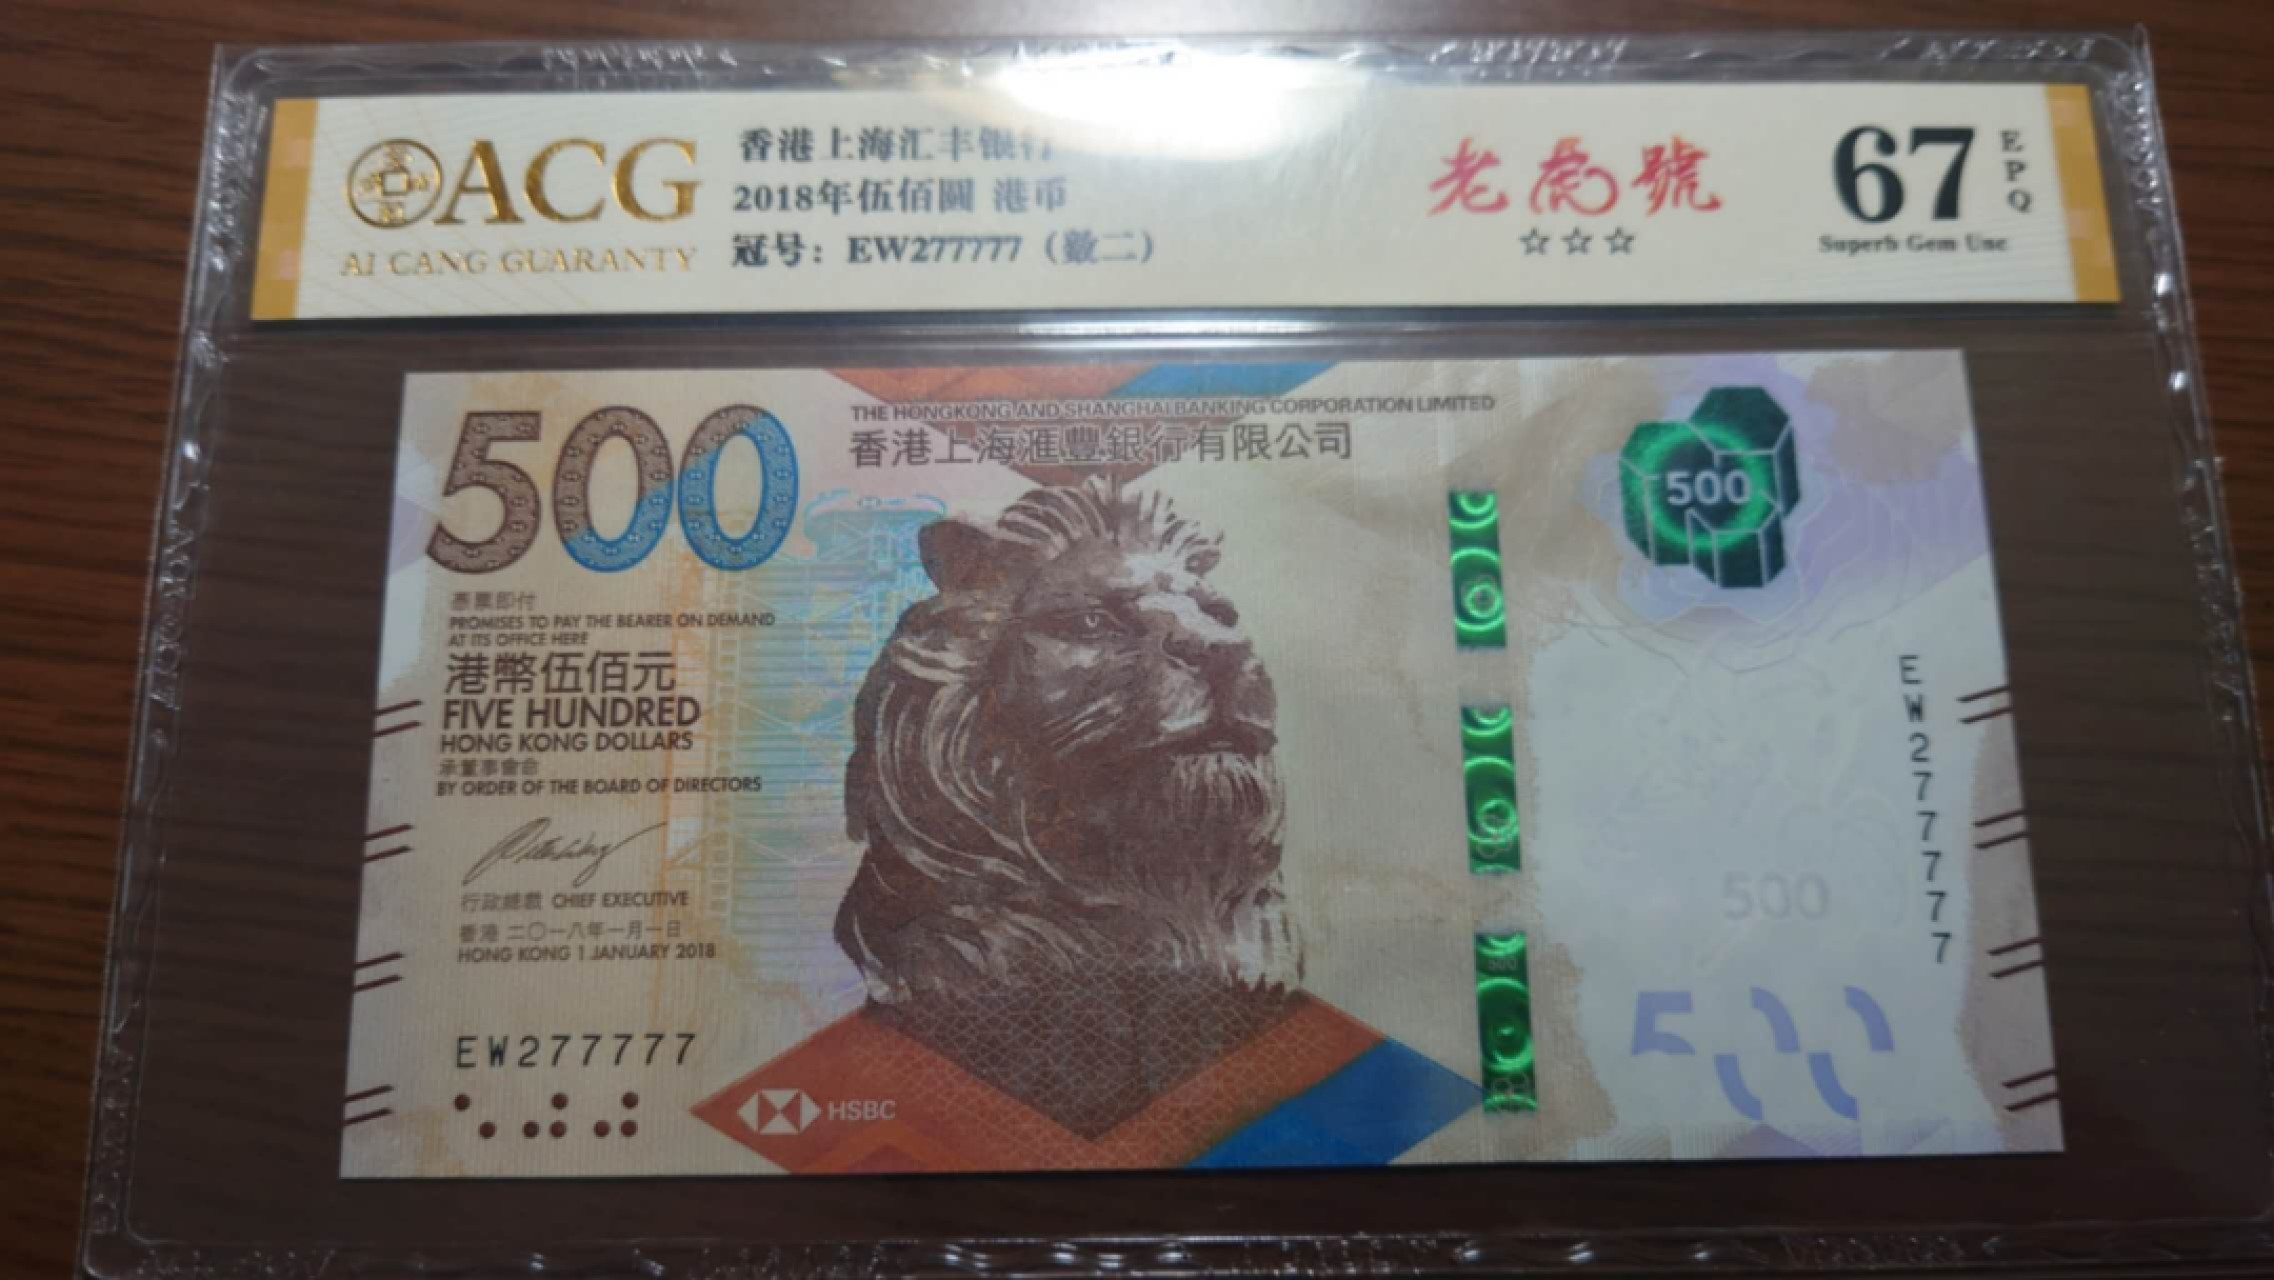 ACG
AI CANG GUARANTY
香港上海汇丰银行
2018年伍佰圓 港币
冠号：EW277777（数二）
老虎號
☆☆☆
67
EPQ
Superb Gem Unc
500
THE HONGKONG AND SHANGHAI BANKING CORPORATION LIMITED
香港上海滙豐銀行有限公司
500
憑票即付
PROMISES TO PAY THE BEARER ON DEMAND
AT ITS OFFICE HERE
港幣伍佰元
FIVE HUNDRED
HONG KONG DOLLARS
承董事會命
BY ORDER OF THE BOARD OF DIRECTORS
行政總裁 CHIEF EXECUTIVE
香港 二〇一八年一月一日
HONG KONG 1 JANUARY 2018
EW277777
HSBC
EW277777
500
500